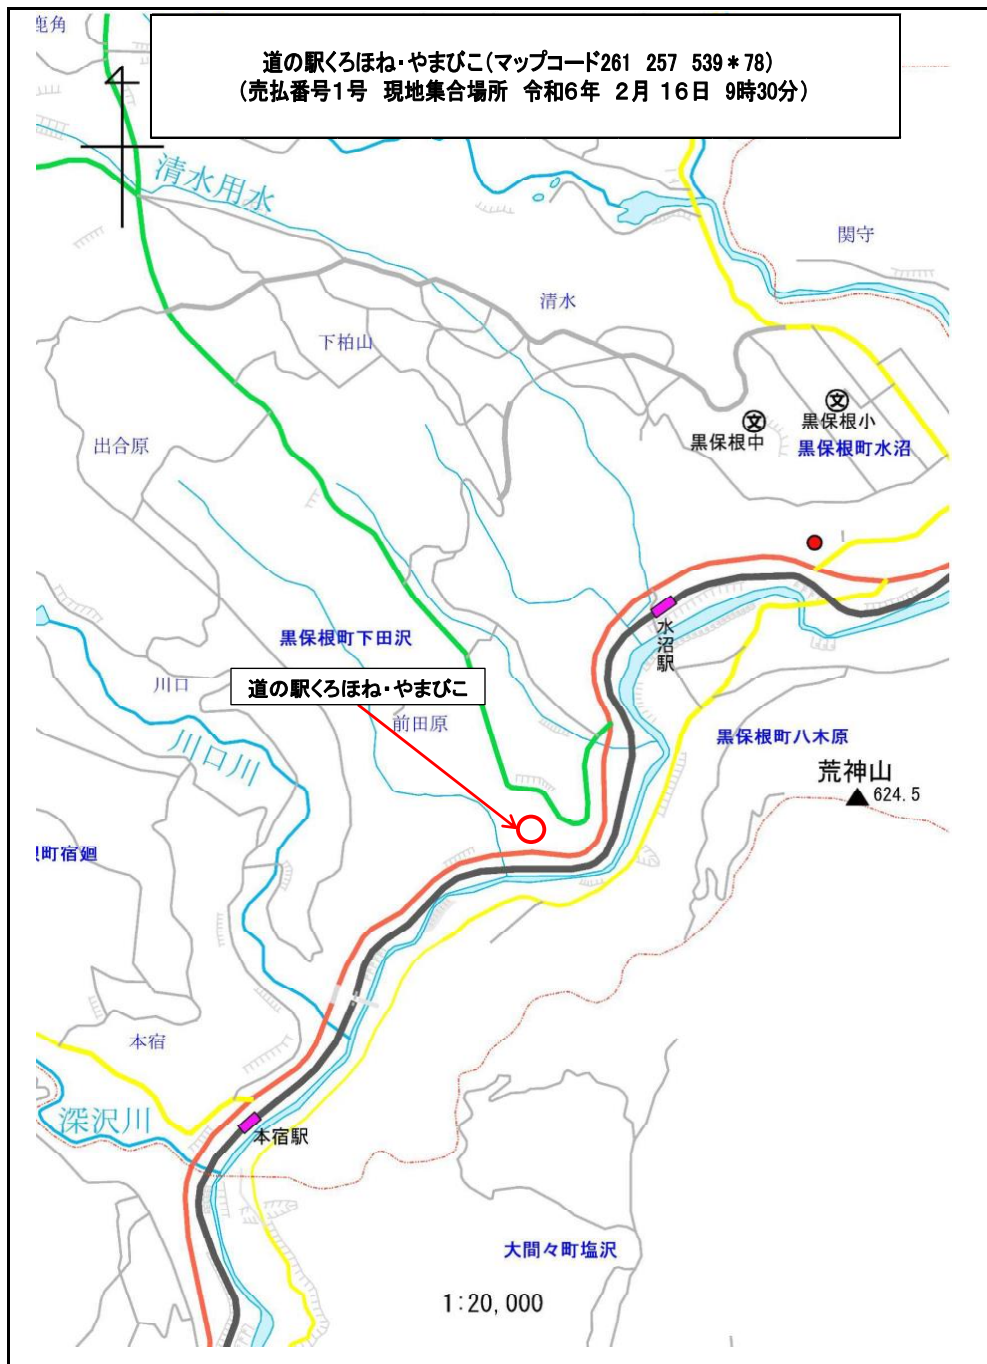 鹿角
道の駅くろほね・やまびこ(マップコード261 257 539*78)
(売払番号1号 現地集合場所 令和6年 2月 16日 9時30分)
清水用水
関守
清水
下柏山
黒保根小
黒保根中
黒保根町水沼
出合原
水沼駅
黒保根町下田沢
川口
道の駅くろほね・やまびこ
前田原
川口川
黒保根町八木原
荒神山
624.5
町宿廻
本宿
深沢川
本宿駅
大間々町塩沢
1:20,000